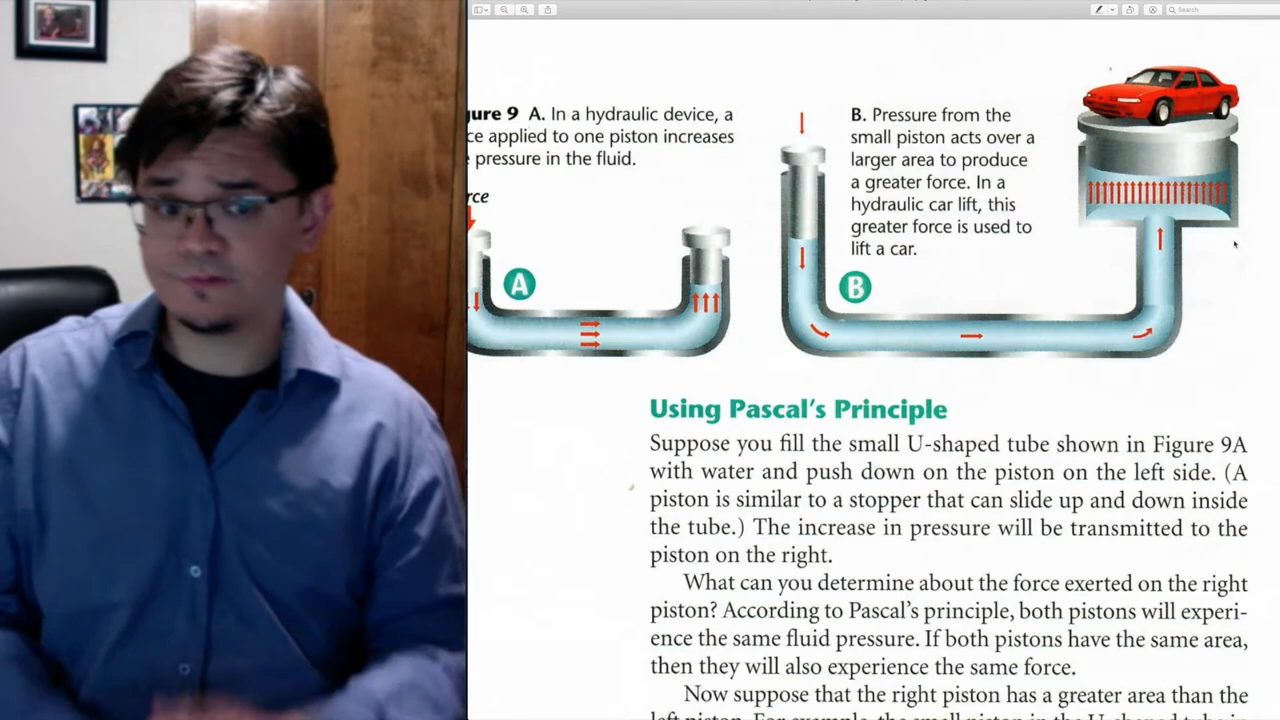 Search
gure 9 A. In a hydraulic device, a
ce applied to one piston increases
pressure in the fluid.
rce
A
B. Pressure from the
small piston acts over a
larger area to produce
a greater force. In a
hydraulic car lift, this
greater force is used to
lift a car.
B
Using Pascal's Principle
Suppose you fill the small U-shaped tube shown in Figure 9A
with water and push down on the piston on the left side. (A
piston is similar to a stopper that can slide up and down inside
the tube.) The increase in pressure will be transmitted to the
piston on the right.
What can you determine about the force exerted on the right
piston? According to Pascal's principle, both pistons will experi-
ence the same fluid pressure. If both pistons have the same area,
then they will also experience the same force.
Now suppose that the right piston has a greater area than the